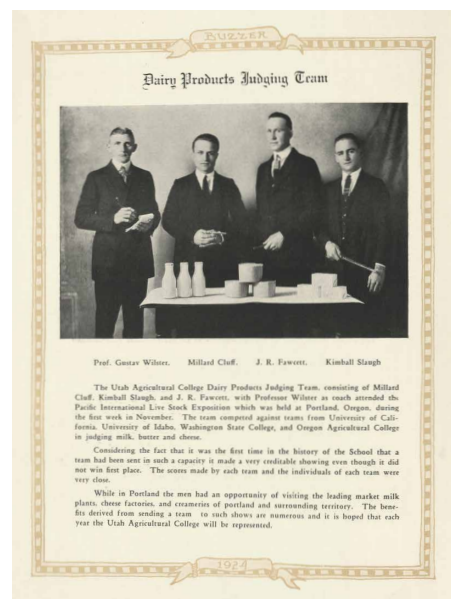 BUZZER
Dairy Products Judging Team
Prof. Gustav Wilster, Millard Cluff, J. R. Fawcett, Kimball Slaugh
The Utah Agricultural College Dairy Products Judging Team, consisting of Millard
Cluff, Kimball Slaugh, and J. R. Fawcett, with Professor Wilster as coach attended the
Pacific International Live Stock Exposition which was held at Portland, Oregon, during
the first week in November. The team competed against teams from University of Cali-
fornia, University of Idaho, Washington State College, and Oregon Agricultural College
in judging milk, butter and cheese.
Considering the fact that it was the first time in the history of the School that a
team had been sent in such a capacity it made a very creditable showing even though it did
not win first place. The scores made by each team and the individuals of each team were
very close.
While in Portland the men had an opportunity of visiting the leading market milk
plants, cheese factories, and creameries of portland and surrounding territory. The bene-
fits derived from sending a team to such shows are numerous and it is hoped that each
year the Utah Agricultural College will be represented.
1924